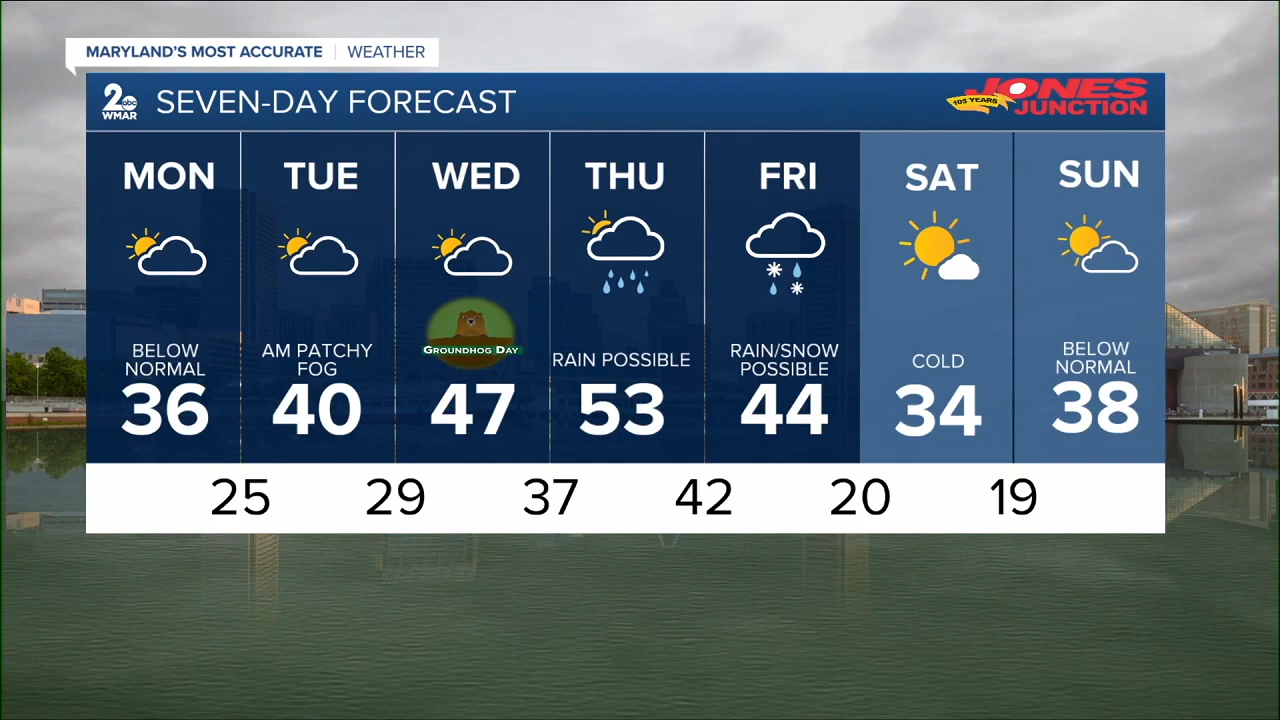 MARYLAND'S MOST ACCURATE | WEATHER
2 abc
WMAR
SEVEN-DAY FORECAST
105 YEARS
JONES
JUNCTION
MON
TUE
WED
THU
FRI
SAT
SUN
GROUNDHOG DAY
BELOW
NORMAL
AM PATCHY
FOG
RAIN POSSIBLE
RAIN/SNOW
POSSIBLE
COLD
BELOW
NORMAL
36
40
47
53
44
34
38
25
29
37
42
20
19